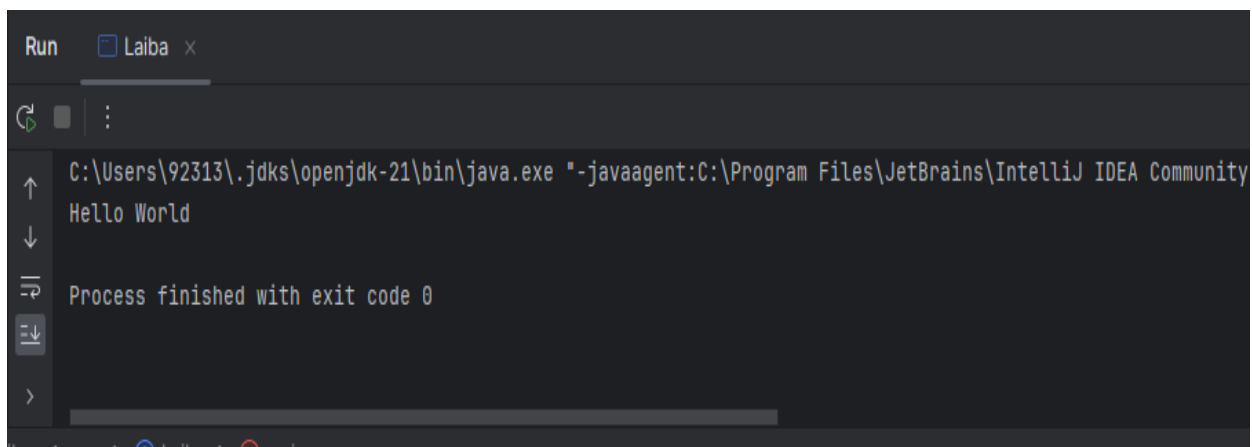 Run Laiba
C:\Users\92313\.jdks\openjdk-21\bin\java.exe "-javaagent:C:\Program Files\JetBrains\IntelliJ IDEA Community
Hello World
Process finished with exit code 0